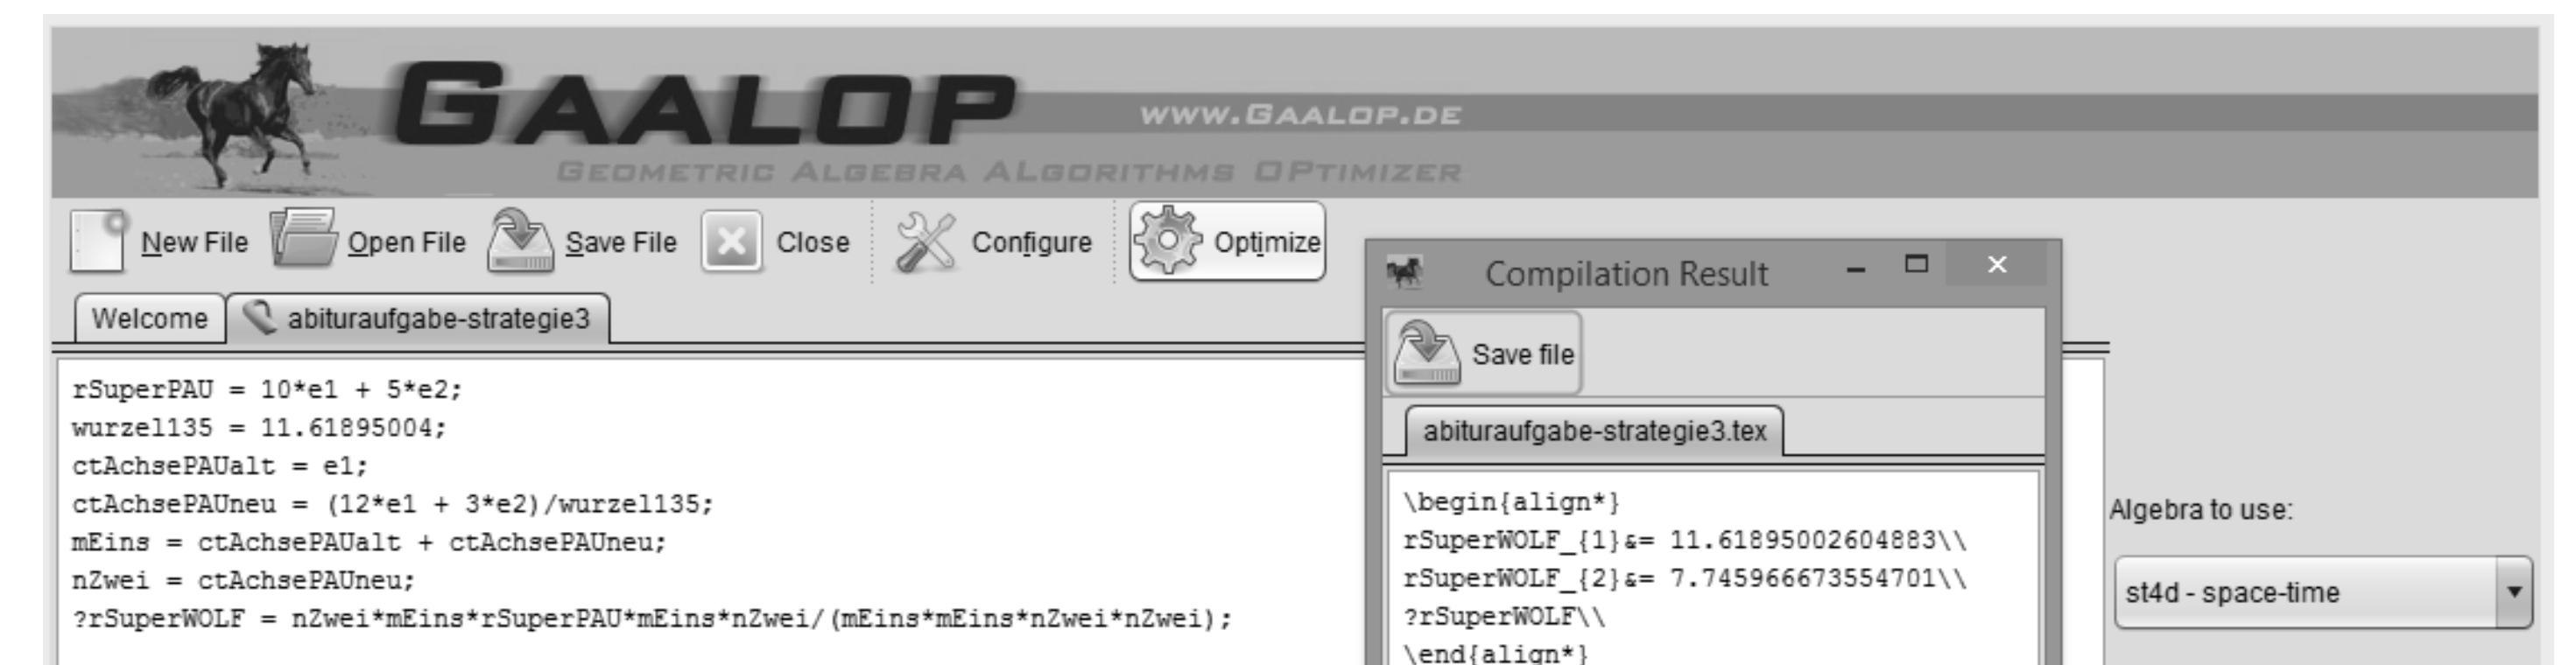 GAALOP
WWW.GAALOP.DE
GEOMETRIC ALGEBRA ALGORITHMS OPTIMIZER
New File Open File Save File Close Configure Optimize
Welcome abituraufgabe-strategie3
rSuperPAU = 10*e1 + 5*e2;
wurzel135 = 11.61895004;
ctAchsePAUalt = e1;
ctAchsePAUneu = (12*e1 + 3*e2)/wurzel135;
mEins = ctAchsePAUalt + ctAchsePAUneu;
nZwei = ctAchsePAUneu;
?rSuperWOLF = nZwei*mEins*rSuperPAU*mEins*nZwei/(mEins*mEins*nZwei*nZwei);
Compilation Result
Save file
abituraufgabe-strategie3.tex
\begin{align*}
rSuperWOLF_{1}&= 11.61895002604883\\
rSuperWOLF_{2}&= 7.745966673554701\\
?rSuperWOLF\\
\end{align*}
Algebra to use:
st4d - space-time